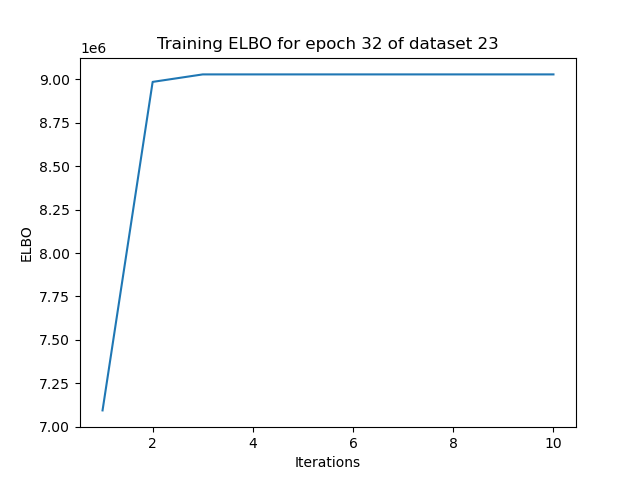 Training ELBO for epoch 32 of dataset 23
1e6
9.00
8.75
8.50
8.25
8.00
7.75
7.50
7.25
7.00
ELBO
2 4 6 8 10
Iterations